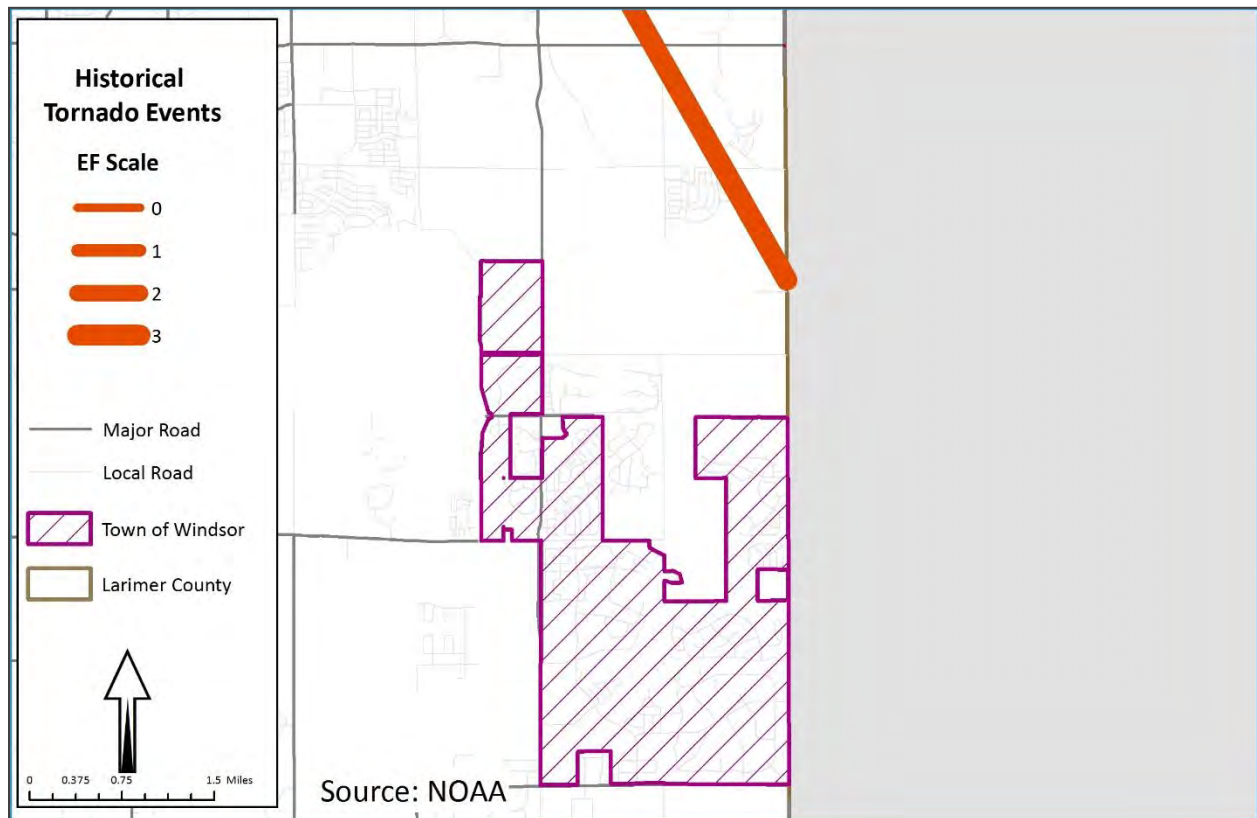 Historical
Tornado Events
EF Scale
0
1
2
3
Major Road
Local Road
Town of Windsor
Larimer County
0 0.375 0.75 1.5 Miles
Source: NOAA